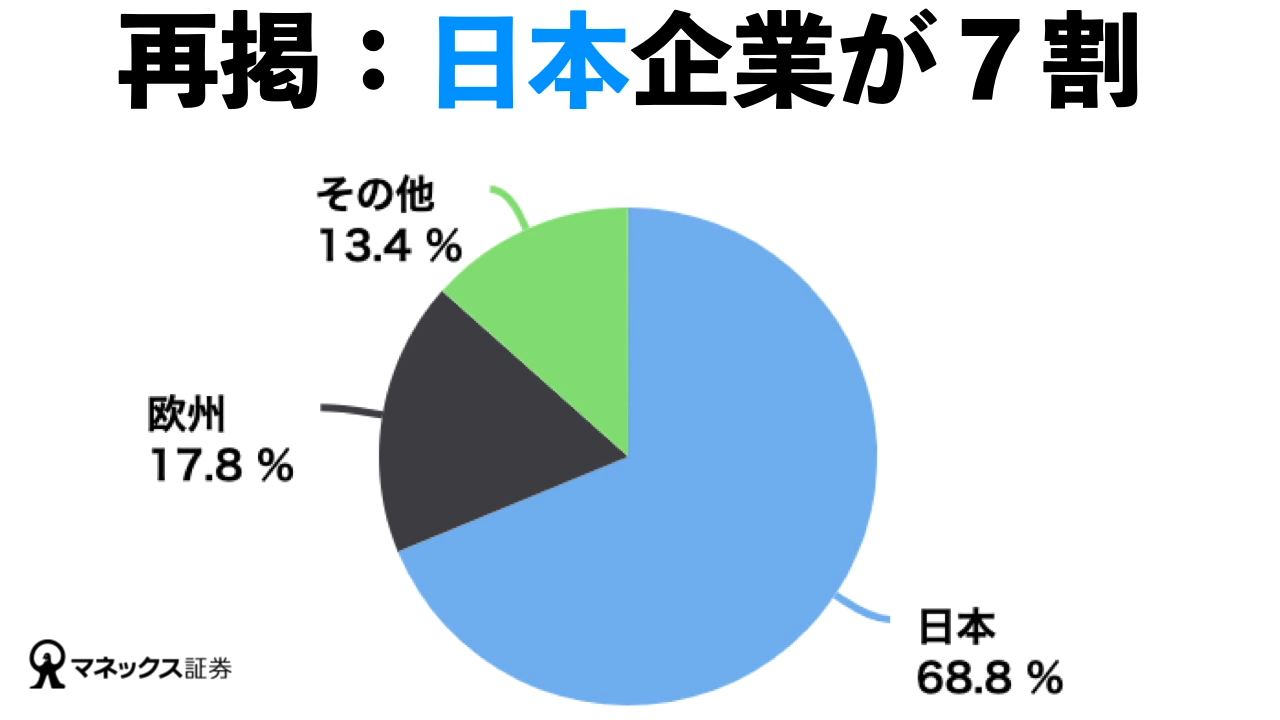 再掲：日本企業が７割
その他
13.4 %
欧州
17.8 %
日本
68.8 %
マネックス証券